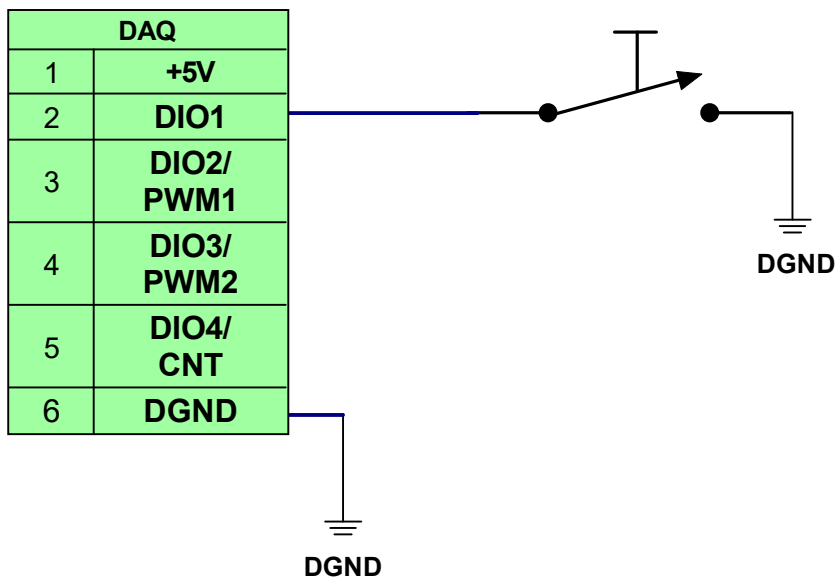 DAQ
1 +5V
2 DIO1
3 DIO2/
PWM1
4 DIO3/
PWM2
5 DIO4/
CNT
6 DGND
DGND
DGND